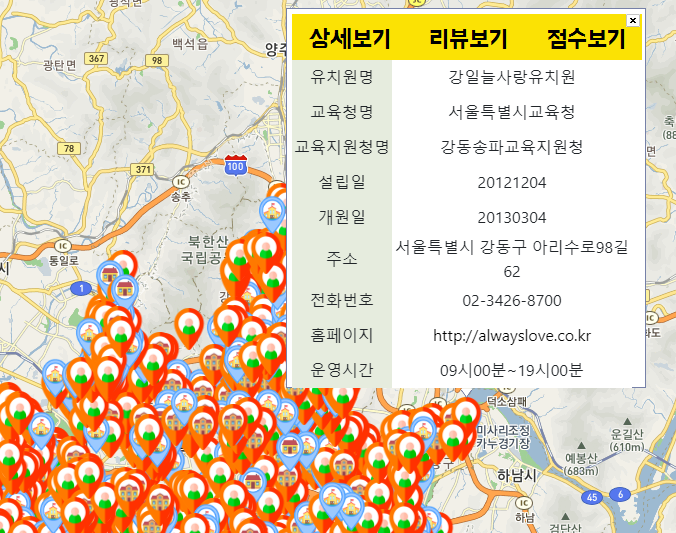 상세보기 리뷰보기 점수보기
유치원명 강일늘사랑유치원
교육청명 서울특별시교육청
교육지원청명 강동송파교육지원청
설립일 20121204
개원일 20130304
주소 서울특별시 강동구 아리수로98길
62
전화번호 02-3426-8700
홈페이지 http://alwayslove.co.kr
운영시간 09시00분~19시00분
백석읍
양주
광탄면
367
98
78
371
100
IC
송추
북한산
국립공
IC
통일로
1
덕소삼패
미사리조정
카누경기장
예봉산
(683m)
운길산
(610m)
하남시
45
6
IC
하남
검단산